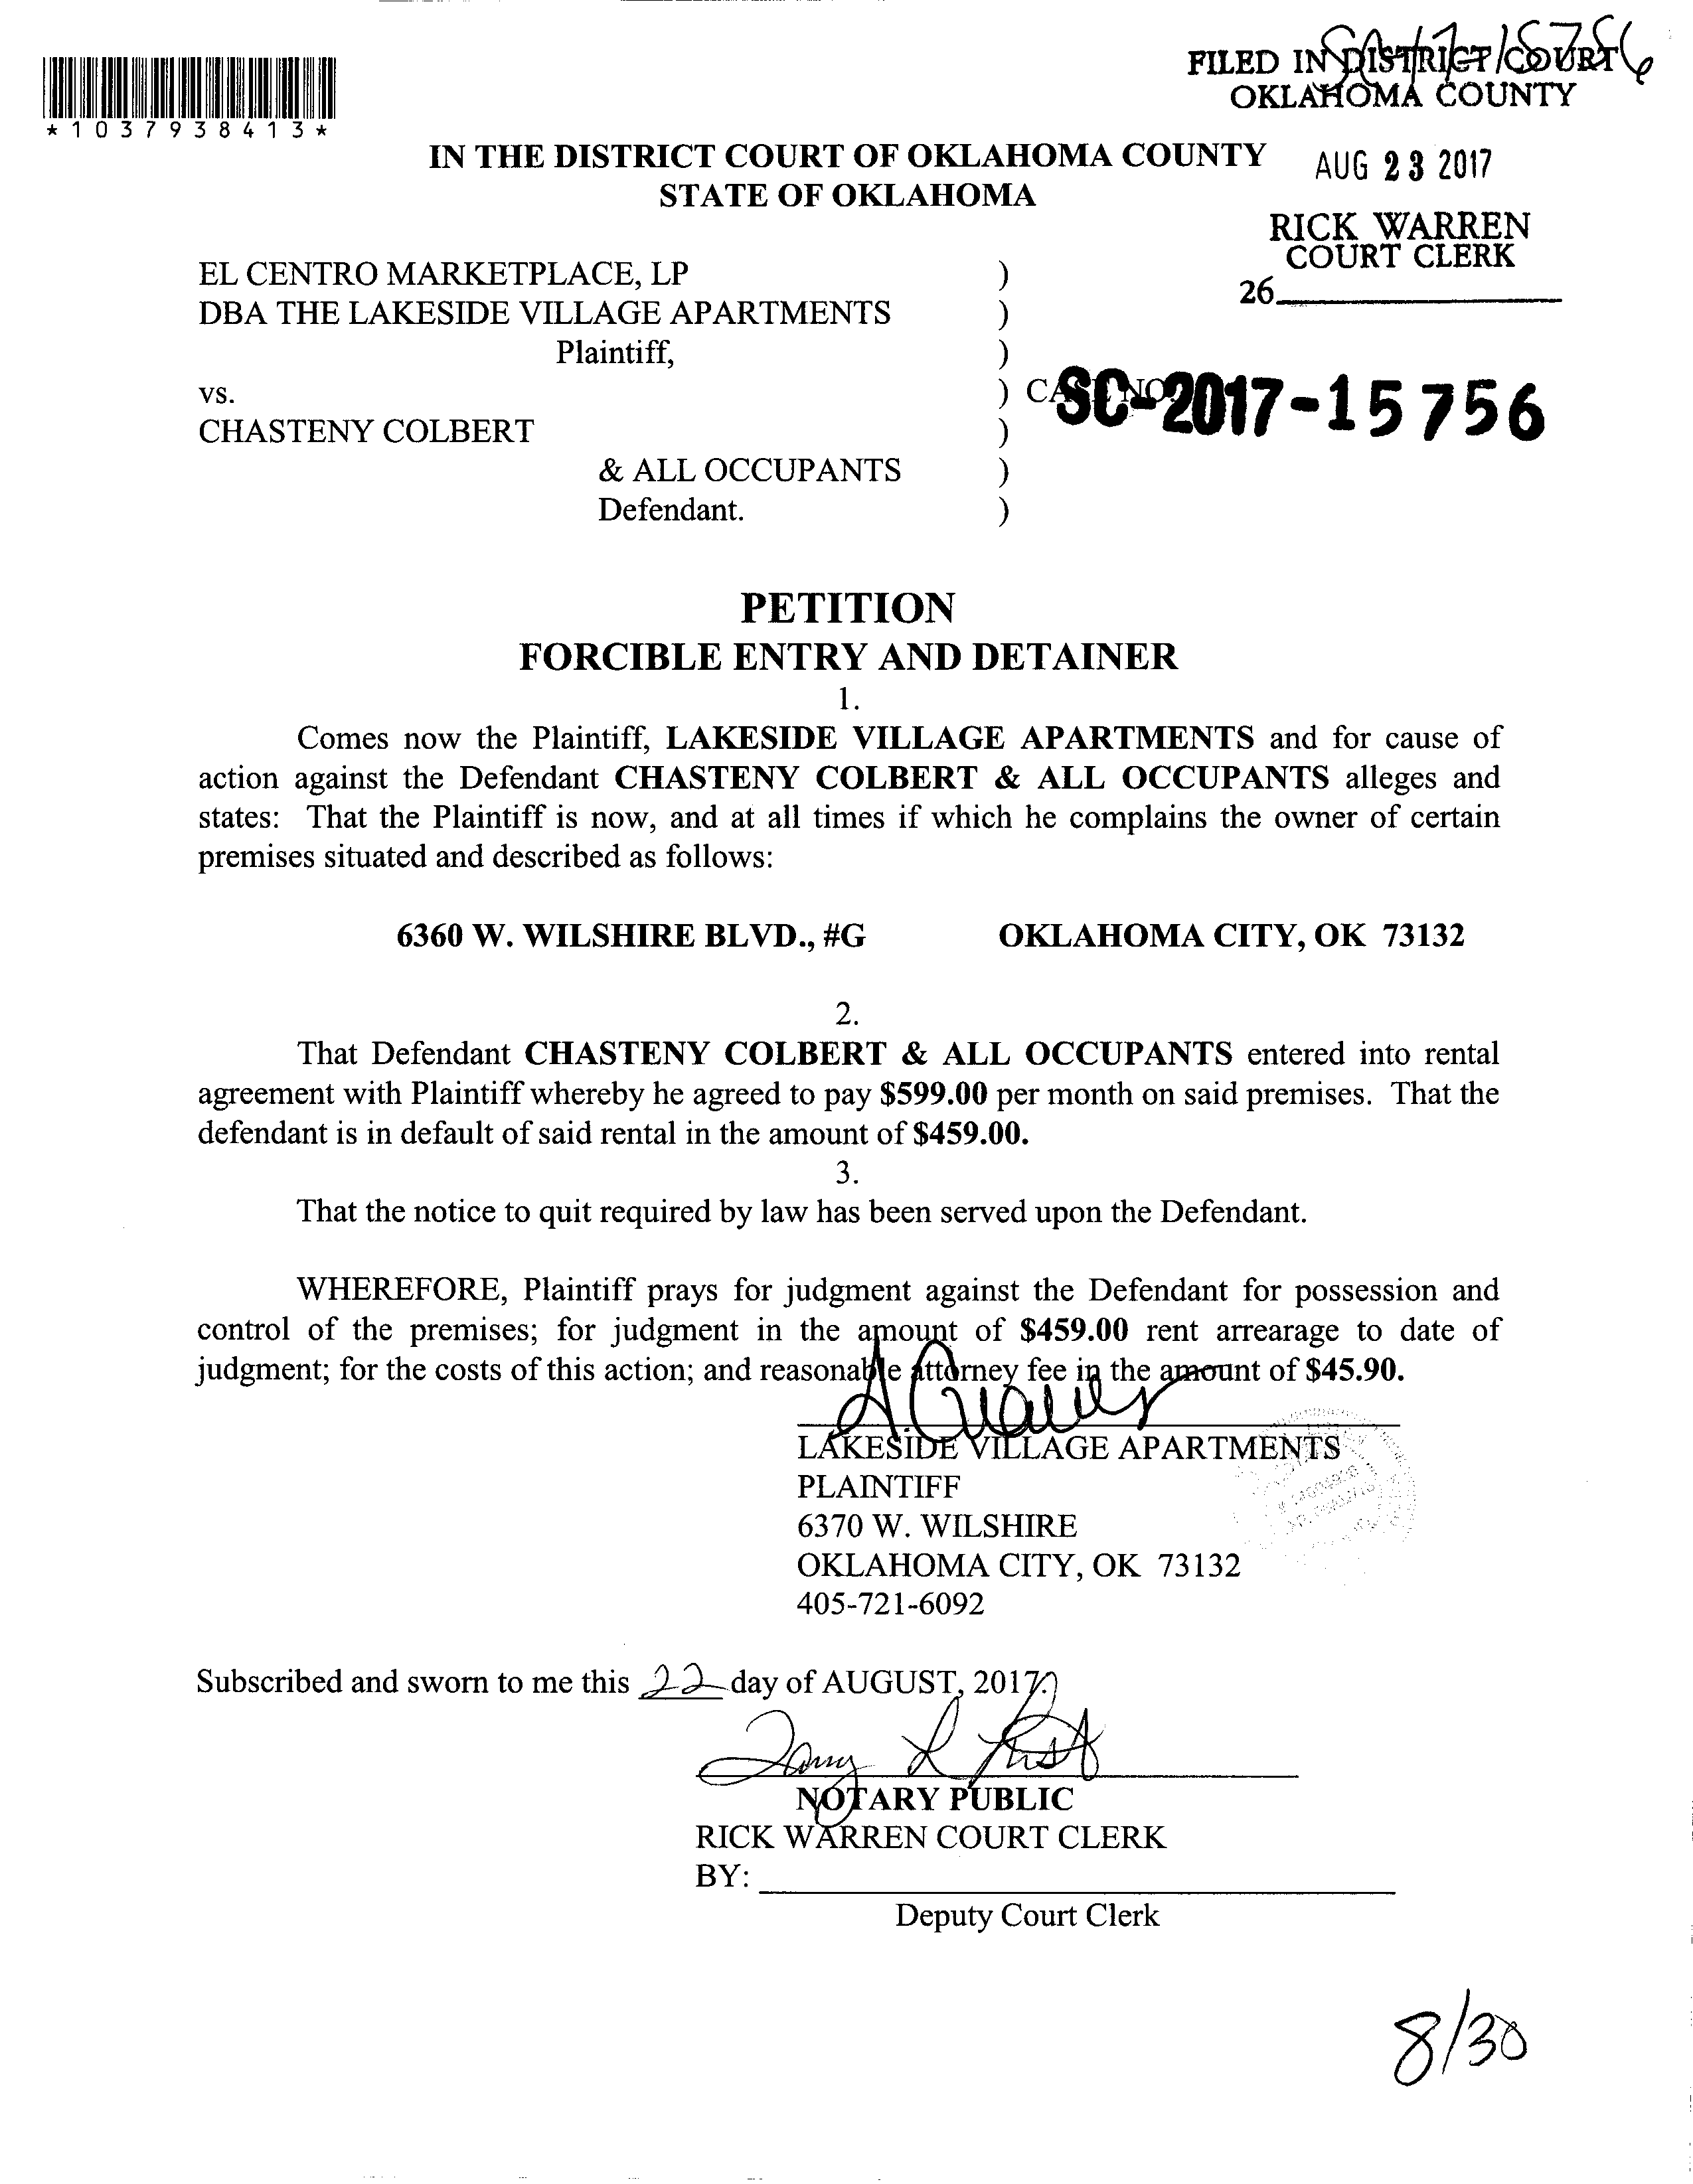 *1037938413*
SC-17-15756
FILED IN DISTRICT COURT
OKLAHOMA COUNTY
IN THE DISTRICT COURT OF OKLAHOMA COUNTY
STATE OF OKLAHOMA
AUG 23 2017
RICK WARREN
COURT CLERK
26
EL CENTRO MARKETPLACE, LP )
DBA THE LAKESIDE VILLAGE APARTMENTS )
Plaintiff, )
vs. ) CASE NO. SC-2017-15756
CHASTENY COLBERT )
& ALL OCCUPANTS )
Defendant. )
PETITION
FORCIBLE ENTRY AND DETAINER
1.
Comes now the Plaintiff, LAKESIDE VILLAGE APARTMENTS and for cause of
action against the Defendant CHASTENY COLBERT & ALL OCCUPANTS alleges and
states: That the Plaintiff is now, and at all times if which he complains the owner of certain
premises situated and described as follows:
6360 W. WILSHIRE BLVD., #G OKLAHOMA CITY, OK 73132
2.
That Defendant CHASTENY COLBERT & ALL OCCUPANTS entered into rental
agreement with Plaintiff whereby he agreed to pay $599.00 per month on said premises. That the
defendant is in default of said rental in the amount of $459.00.
3.
That the notice to quit required by law has been served upon the Defendant.
WHEREFORE, Plaintiff prays for judgment against the Defendant for possession and
control of the premises; for judgment in the amount of $459.00 rent arrearage to date of
judgment; for the costs of this action; and reasonable attorney fee in the amount of $45.90.
LAKESIDE VILLAGE APARTMENTS
PLAINTIFF
6370 W. WILSHIRE
OKLAHOMA CITY, OK 73132
405-721-6092
Subscribed and sworn to me this 22 day of AUGUST, 2017.
NOTARY PUBLIC
RICK WARREN COURT CLERK
BY:
Deputy Court Clerk
8/30